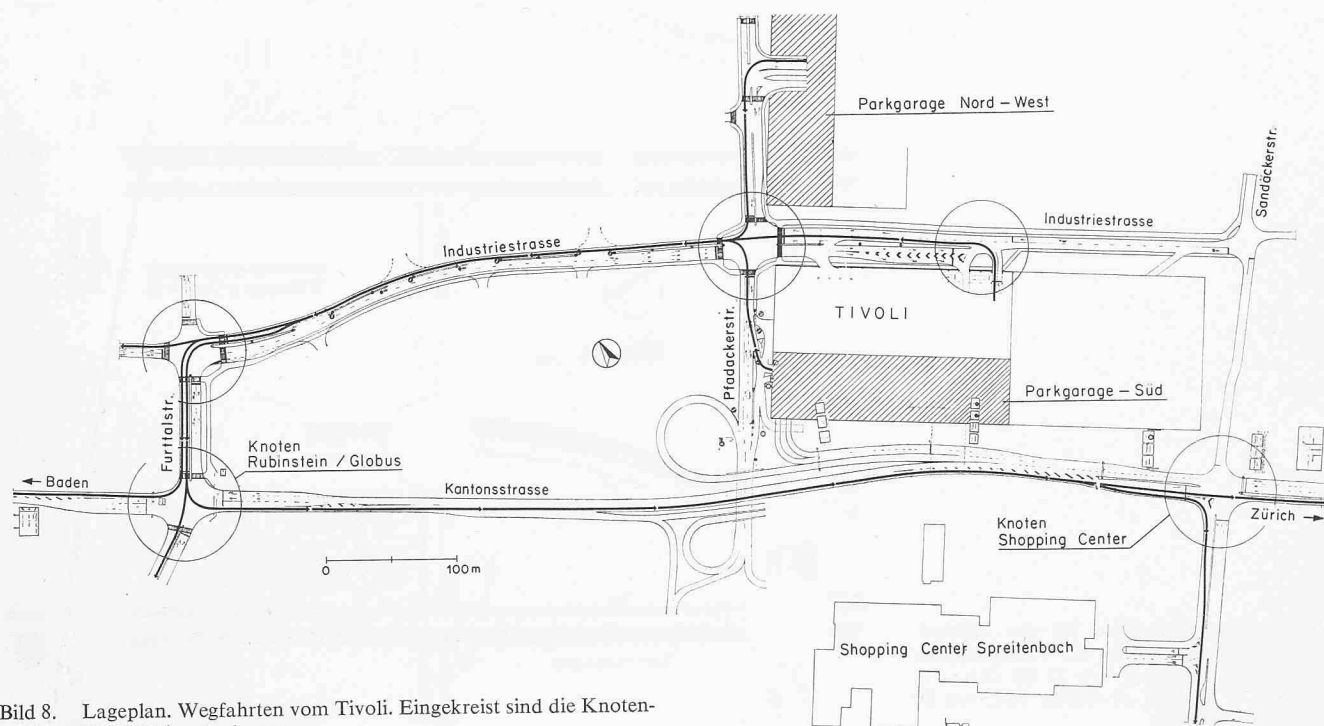 Parkgarage Nord – West
Sandäckerstr.
Industriestrasse
Industriestrasse
TIVOLI
Pfadackerstr.
Parkgarage – Süd
Furttalstr.
Knoten
Rubinstein / Globus
← Baden
Kantonsstrasse
Zürich →
Knoten
Shopping Center
0 100m
Shopping Center Spreitenbach
Bild 8. Lageplan. Wegfahrten vom Tivoli. Eingekreist sind die Knoten-